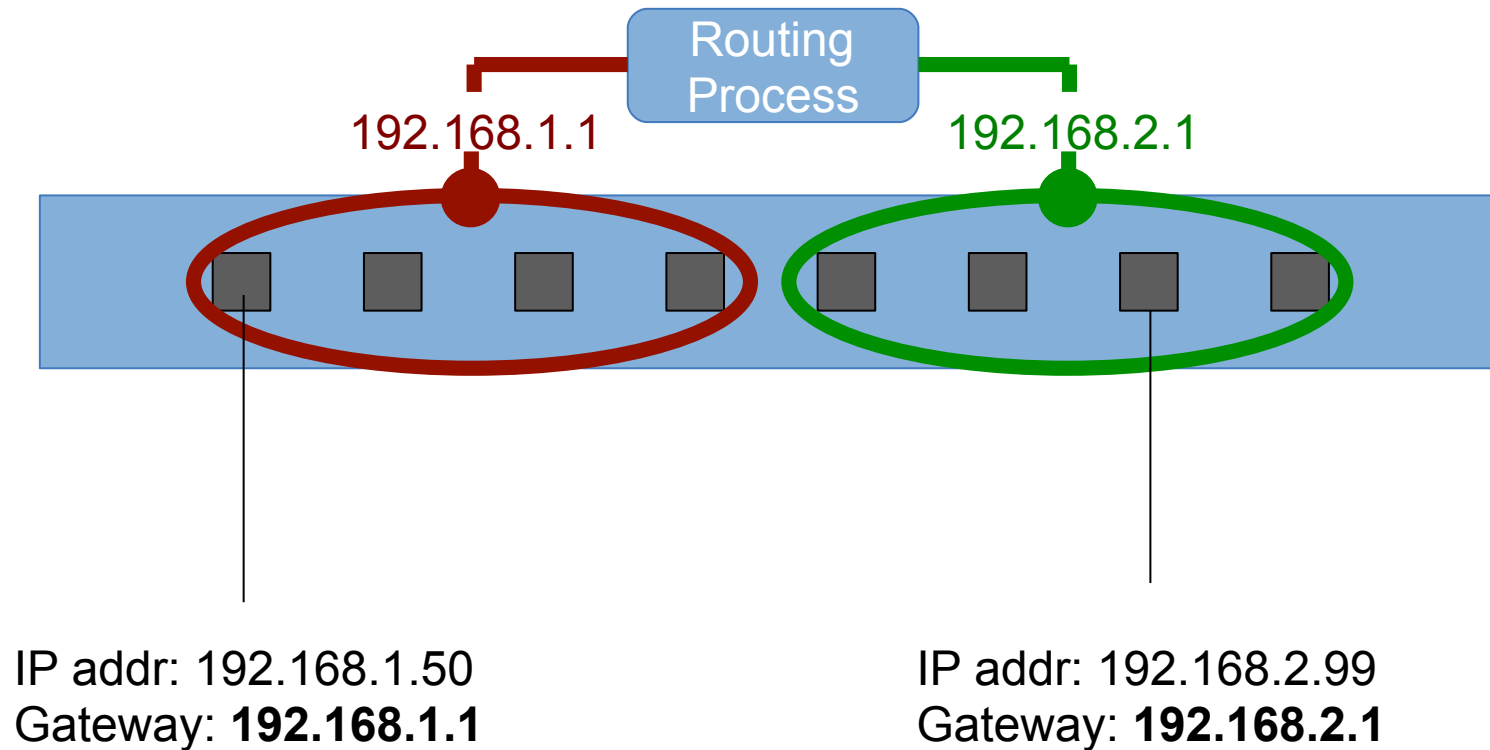 Routing
Process
192.168.1.1
192.168.2.1
IP addr: 192.168.1.50
Gateway: 192.168.1.1
IP addr: 192.168.2.99
Gateway: 192.168.2.1